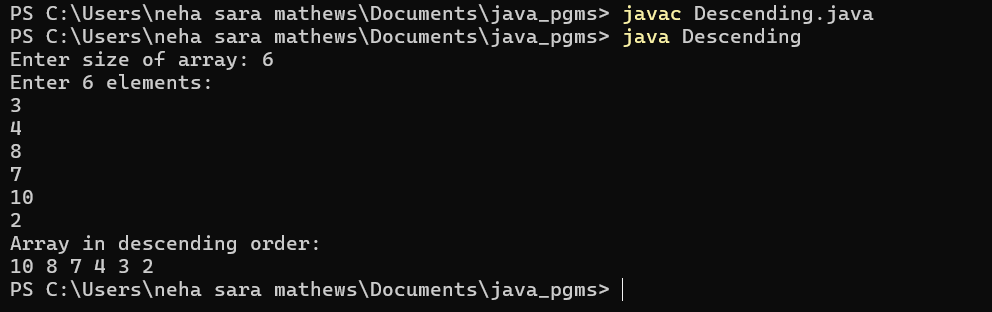 PS C:\Users\neha sara mathews\Documents\java_pgms> javac Descending.java
PS C:\Users\neha sara mathews\Documents\java_pgms> java Descending
Enter size of array: 6
Enter 6 elements:
3
4
8
7
10
2
Array in descending order:
10 8 7 4 3 2
PS C:\Users\neha sara mathews\Documents\java_pgms>